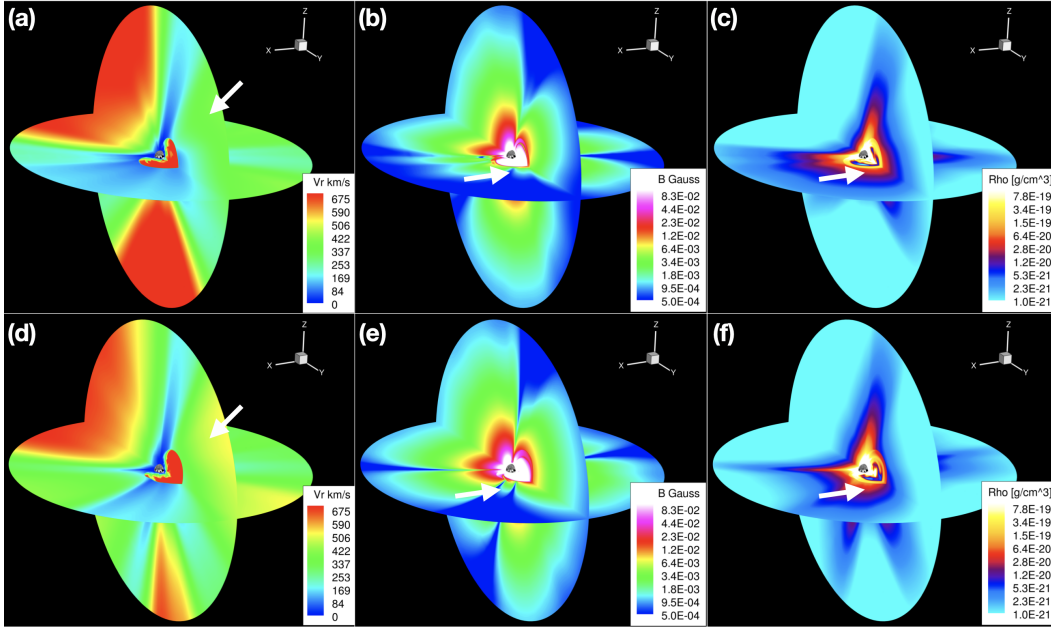 (a)
Z
X
Y
Vr km/s
675
590
506
422
337
253
169
84
0
(b)
Z
X
Y
B Gauss
8.3E-02
4.4E-02
2.3E-02
1.2E-02
6.4E-03
3.4E-03
1.8E-03
9.5E-04
5.0E-04
(c)
Z
X
Y
Rho [g/cm^3]
7.8E-19
3.4E-19
1.5E-19
6.4E-20
2.8E-20
1.2E-20
5.3E-21
2.3E-21
1.0E-21
(d)
Z
X
Y
Vr km/s
675
590
506
422
337
253
169
84
0
(e)
Z
X
Y
B Gauss
8.3E-02
4.4E-02
2.3E-02
1.2E-02
6.4E-03
3.4E-03
1.8E-03
9.5E-04
5.0E-04
(f)
Z
X
Y
Rho [g/cm^3]
7.8E-19
3.4E-19
1.5E-19
6.4E-20
2.8E-20
1.2E-20
5.3E-21
2.3E-21
1.0E-21